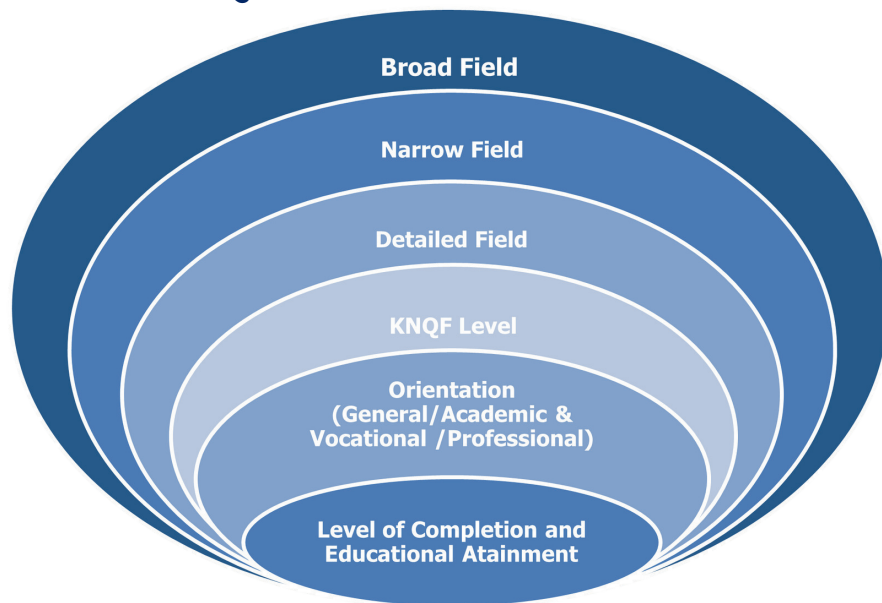 Broad Field
Narrow Field
Detailed Field
KNQF Level
Orientation
(General/Academic &
Vocational /Professional)
Level of Completion and
Educational Atainment